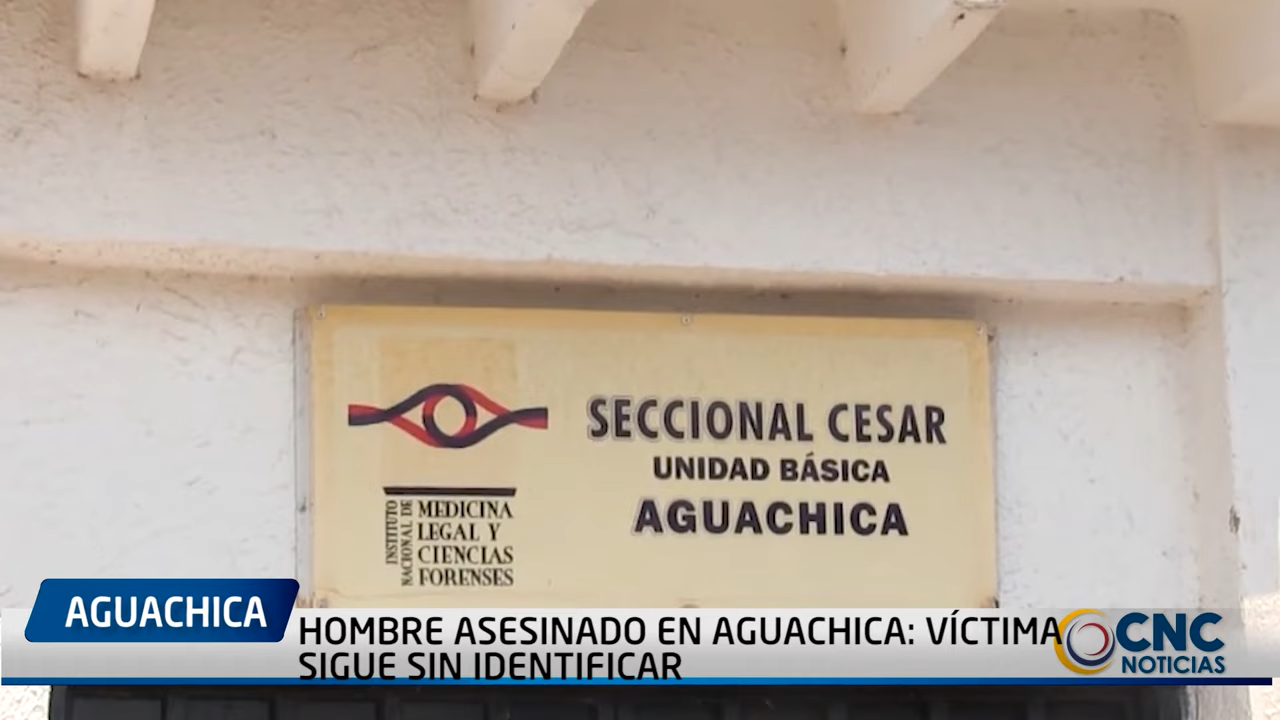 SECCIONAL CESAR
UNIDAD BÁSICA
AGUACHICA
INSTITUTO
NACIONAL DE
MEDICINA
LEGAL Y
CIENCIAS
FORENSES
AGUACHICA
HOMBRE ASESINADO EN AGUACHICA: VÍCTIMA
SIGUE SIN IDENTIFICAR
CNC
NOTICIAS